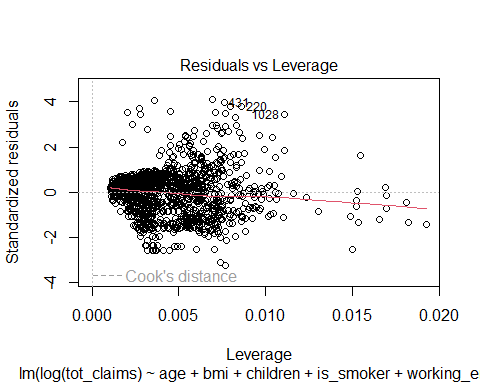 Residuals vs Leverage
Standardized residuals
4
2
0
-2
-4
431
220
1028
Cook's distance
0.000
0.005
0.010
0.015
0.020
Leverage
lm(log(tot_claims) ~ age + bmi + children + is_smoker + working_e